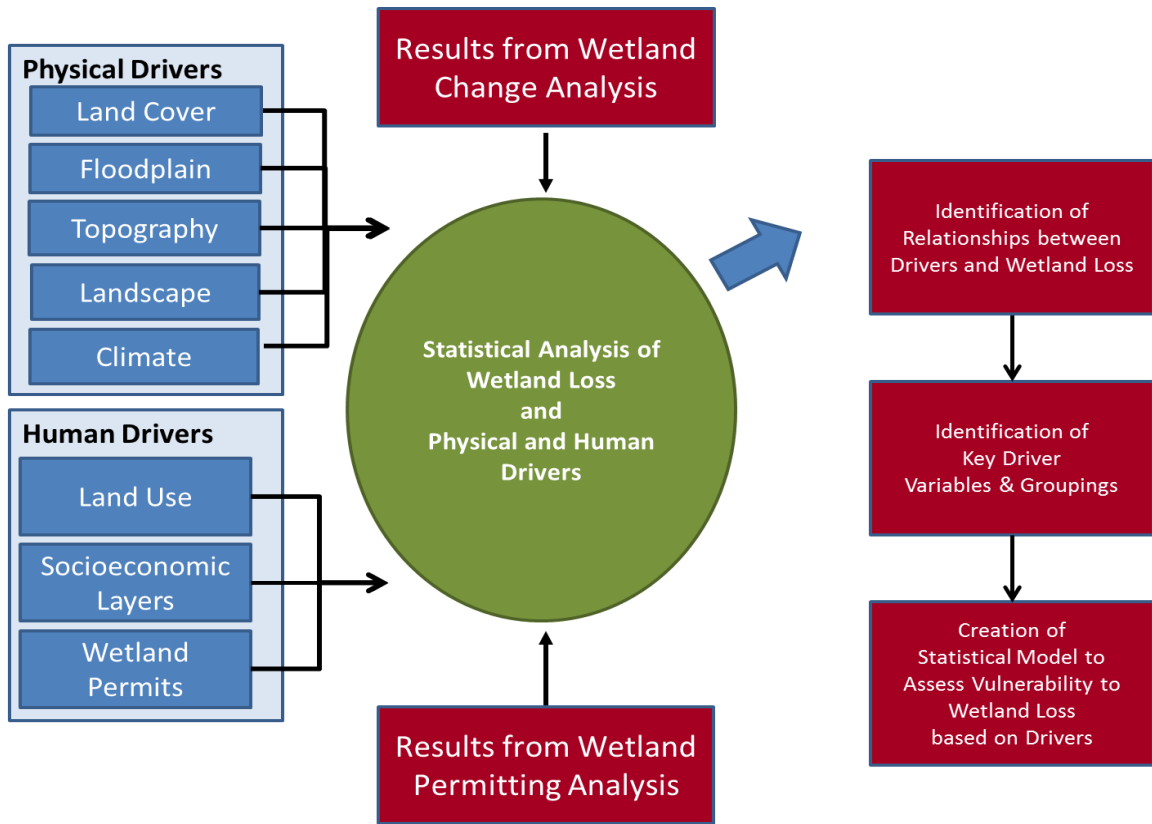 Physical Drivers
Land Cover
Floodplain
Topography
Landscape
Climate
Human Drivers
Land Use
Socioeconomic
Layers
Wetland
Permits
Results from Wetland
Change Analysis
Statistical Analysis of
Wetland Loss
and
Physical and Human
Drivers
Results from Wetland
Permitting Analysis
Identification of
Relationships between
Drivers and Wetland Loss
Identification of
Key Driver
Variables & Groupings
Creation of
Statistical Model to
Assess Vulnerability to
Wetland Loss
based on Drivers